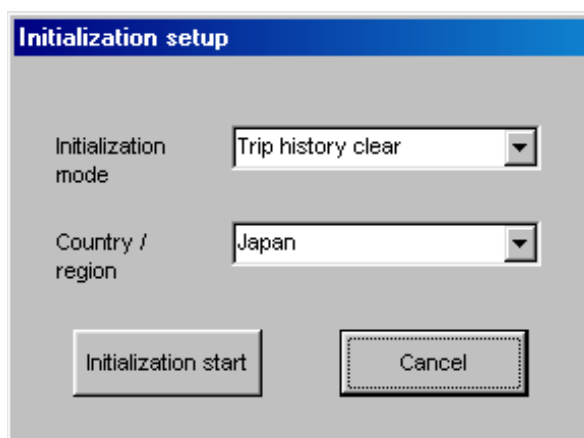 Initialization setup
Initialization
mode
Trip history clear
Country /
region
Japan
Initialization start
Cancel